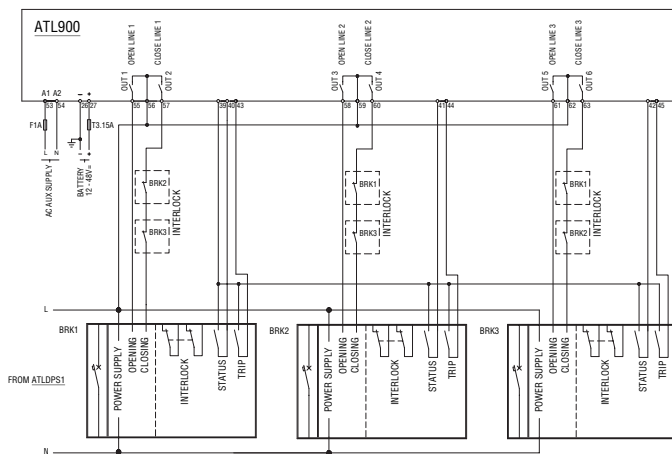 ATL900
OPEN LINE 1
CLOSE LINE 1
OUT 1
OUT 2
OPEN LINE 2
CLOSE LINE 2
OUT 3
OUT 4
OPEN LINE 3
CLOSE LINE 3
OUT 5
OUT 6
A1 A2 - +
53 54 26 27 55 56 57 39 40 43 58 59 60 41 44 61 62 63 42 45
F1A
T3.15A
L N - +
AC AUX SUPPLY
BATTERY
12 - 48V=
BRK2
BRK3
INTERLOCK
BRK1
BRK3
INTERLOCK
BRK1
BRK2
INTERLOCK
L
BRK1
POWER SUPPLY
OPENING
CLOSING
INTERLOCK
STATUS
TRIP
BRK2
POWER SUPPLY
OPENING
CLOSING
INTERLOCK
STATUS
TRIP
BRK3
POWER SUPPLY
OPENING
CLOSING
INTERLOCK
STATUS
TRIP
FROM ATLDPS1
N